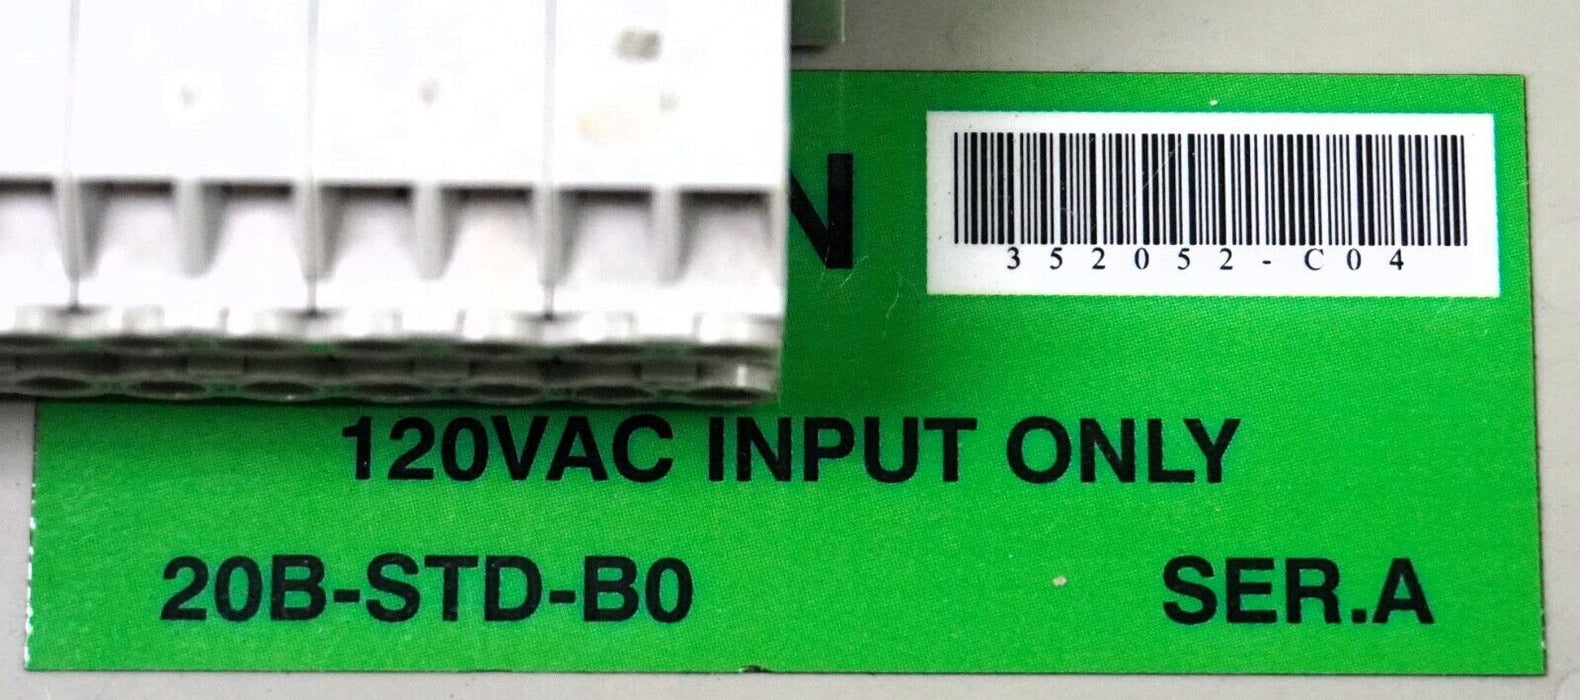 352052-C04
120VAC INPUT ONLY
20B-STD-B0 SER.A